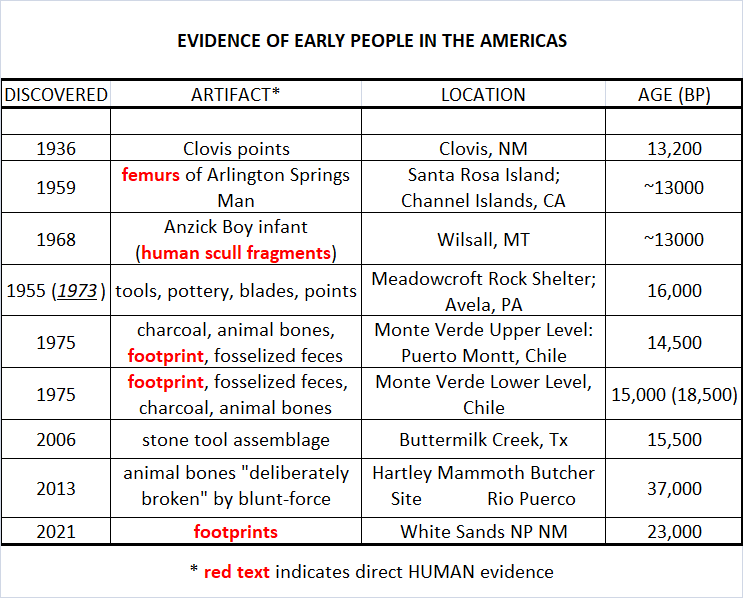 EVIDENCE OF EARLY PEOPLE IN THE AMERICAS
DISCOVERED ARTIFACT* LOCATION AGE (BP)
1936 Clovis points Clovis, NM 13,200
1959 femurs of Arlington Springs Man Santa Rosa Island; Channel Islands, CA ~13000
1968 Anzick Boy infant (human scull fragments) Wilsall, MT ~13000
1955 (1973 ) tools, pottery, blades, points Meadowcroft Rock Shelter; Avela, PA 16,000
1975 charcoal, animal bones, footprint, fosselized feces Monte Verde Upper Level: Puerto Montt, Chile 14,500
1975 footprint, fosselized feces, charcoal, animal bones Monte Verde Lower Level, Chile 15,000 (18,500)
2006 stone tool assemblage Buttermilk Creek, Tx 15,500
2013 animal bones "deliberately broken" by blunt-force Hartley Mammoth Butcher Site Rio Puerco 37,000
2021 footprints White Sands NP NM 23,000
* red text indicates direct HUMAN evidence